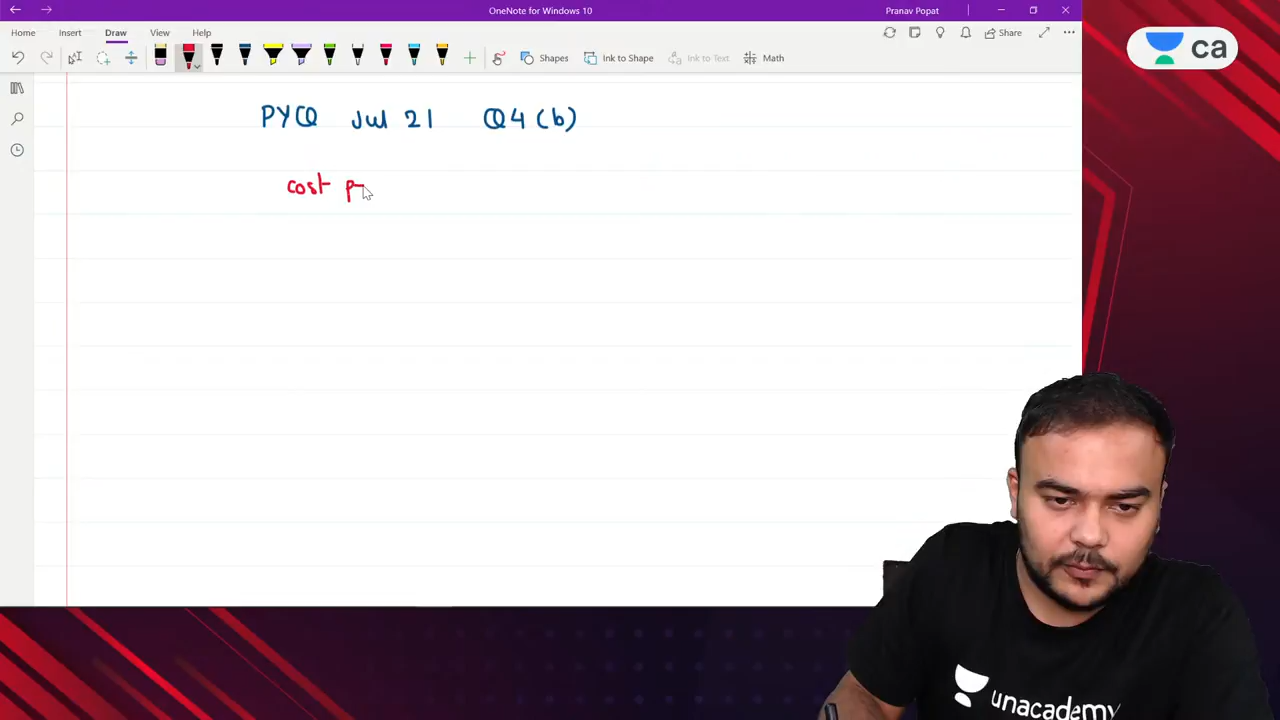 OneNote for Windows 10
Pranav Popat
Home Insert Draw View Help
Share
Shapes Ink to Shape Ink to Text Math
ca
PYCQ Jul 21 Q4 (b)
cost p
unacademy